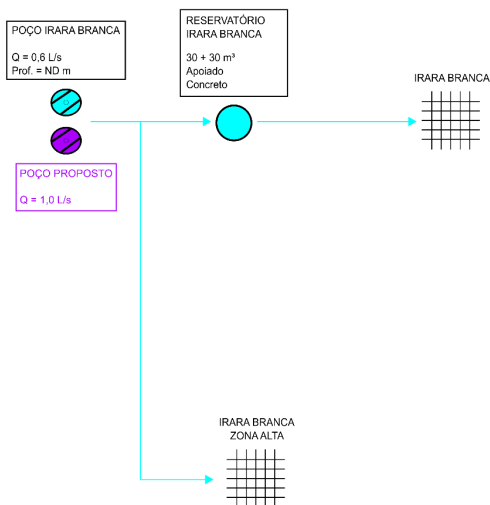 POÇO IRARA BRANCA
Q = 0,6 L/s
Prof. = ND m
RESERVATÓRIO
IRARA BRANCA
30 + 30 m³
Apoiado
Concreto
IRARA BRANCA
POÇO PROPOSTO
Q = 1,0 L/s
IRARA BRANCA
ZONA ALTA